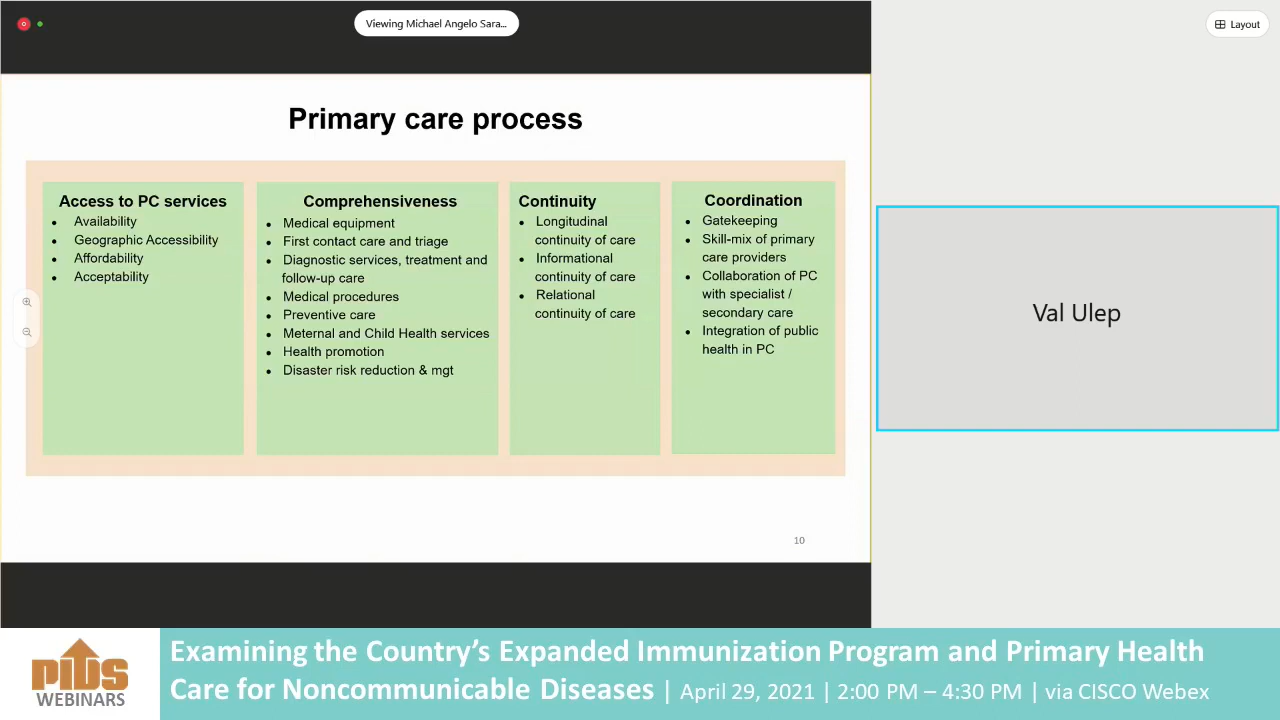 Viewing Michael Angelo Sara...
Layout
Primary care process
Access to PC services
• Availability
• Geographic Accessibility
• Affordability
• Acceptability
Comprehensiveness
• Medical equipment
• First contact care and triage
• Diagnostic services, treatment and
follow-up care
• Medical procedures
• Preventive care
• Meternal and Child Health services
• Health promotion
• Disaster risk reduction & mgt
Continuity
• Longitudinal
continuity of care
• Informational
continuity of care
• Relational
continuity of care
Coordination
• Gatekeeping
• Skill-mix of primary
care providers
• Collaboration of PC
with specialist /
secondary care
• Integration of public
health in PC
10
Val Ulep
PIDS
WEBINARS
Examining the Country's Expanded Immunization Program and Primary Health
Care for Noncommunicable Diseases | April 29, 2021 | 2:00 PM – 4:30 PM | via CISCO Webex